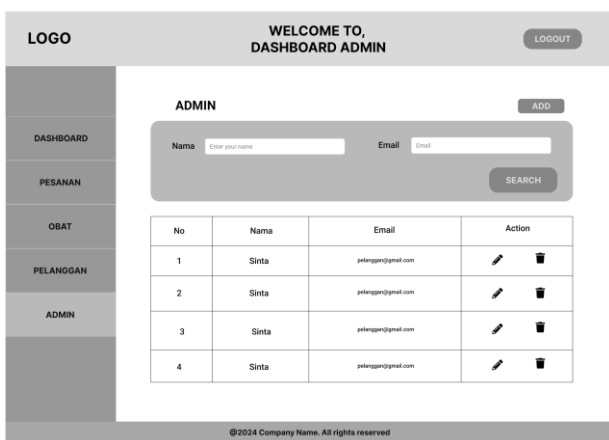 LOGO
WELCOME TO,
DASHBOARD ADMIN
LOGOUT
DASHBOARD
PESANAN
OBAT
PELANGGAN
ADMIN
ADMIN
ADD
Nama Enter your name Email Email
SEARCH
No Nama Email Action
1 Sinta pelanggan@gmail.com
2 Sinta pelanggan@gmail.com
3 Sinta pelanggan@gmail.com
4 Sinta pelanggan@gmail.com
@2024 Company Name. All rights reserved